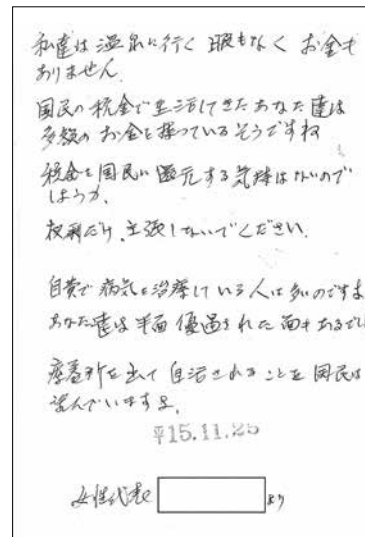 私達は温泉に行く暇もなく お金も
ありません。
国民の税金で生活してきたあなた達は
多額のお金を持っているそうですね
税金を国民に還元する気持はないので
しょうか。
権利だけ、主張しないでください。
自費で病気を治療している人は多いのですよ
あなた達は半面優遇された面もあるでし
療養所を出て自活されることを国民は
望んでいますよ。
平15.11.25
女性代表 より